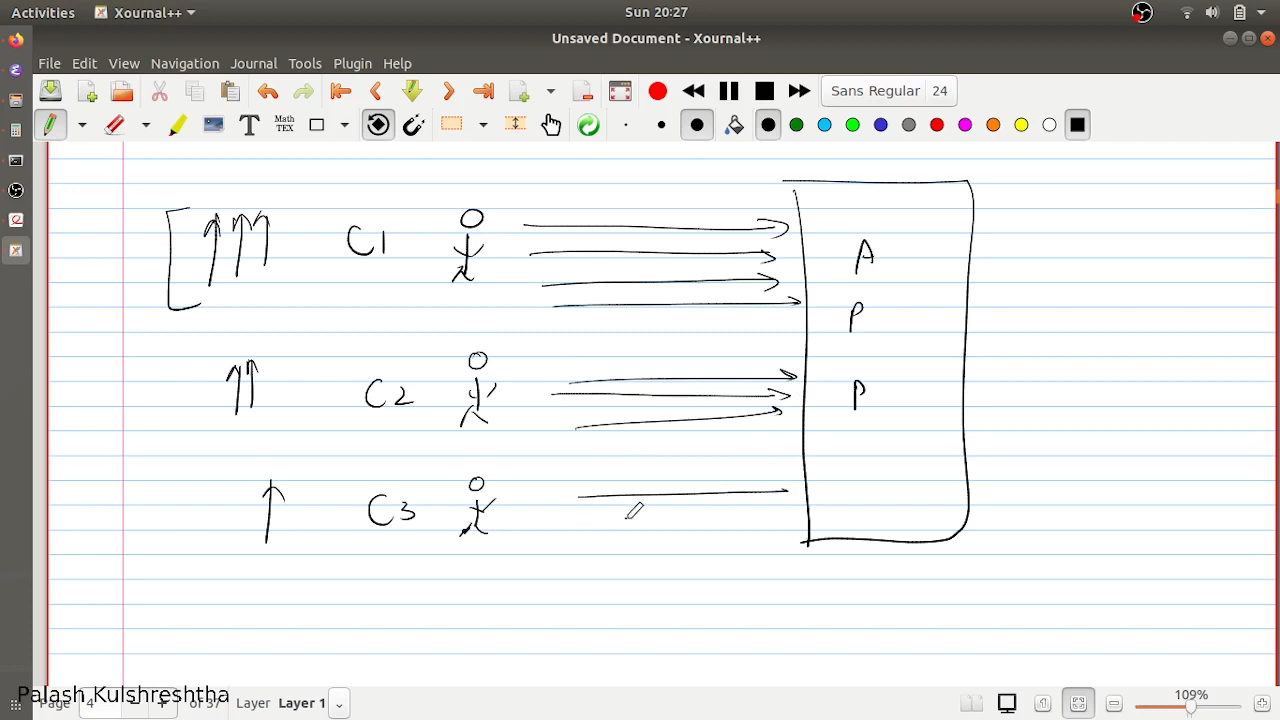 Activities Xournal++ Sun 20:27
Unsaved Document - Xournal++
File Edit View Navigation Journal Tools Plugin Help
Sans Regular 24
Math
TEX
C1
A
P
C2
P
C3
Palash Kulshreshtha
Page 4 of 37 Layer Layer 1 109%